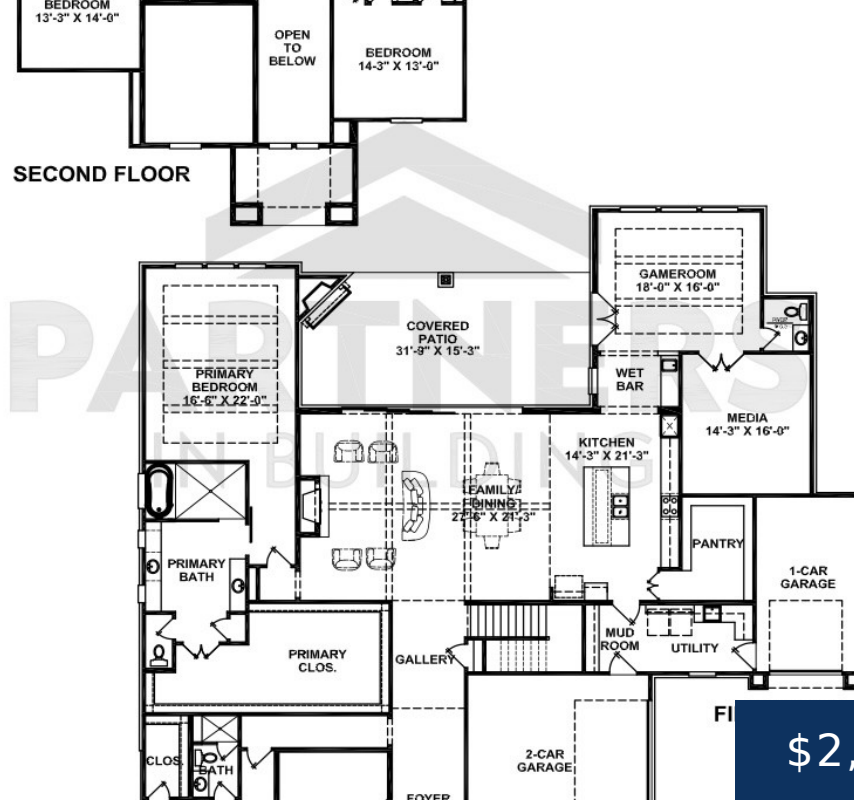 BEDROOM
13'-3" X 14'-0"
OPEN
TO
BELOW
BEDROOM
14-3" X 13'-0"
SECOND FLOOR
GAMEROOM
18'-0" X 16'-0"
COVERED
PATIO
31'-9" X 15'-3"
PRIMARY
BEDROOM
16'-6" X 22'-0"
WET
BAR
PARTNERS
IN BUILDING
MEDIA
14'-3" X 16'-0"
KITCHEN
14'-3" X 21'-3"
FAMILY/
DINING
27'-6" X 21'-3"
PANTRY
PRIMARY
BATH
1-CAR
GARAGE
MUD
ROOM
UTILITY
PRIMARY
CLOS.
GALLERY
FI
$2,
2-CAR
GARAGE
CLOS.
BATH
FOYER